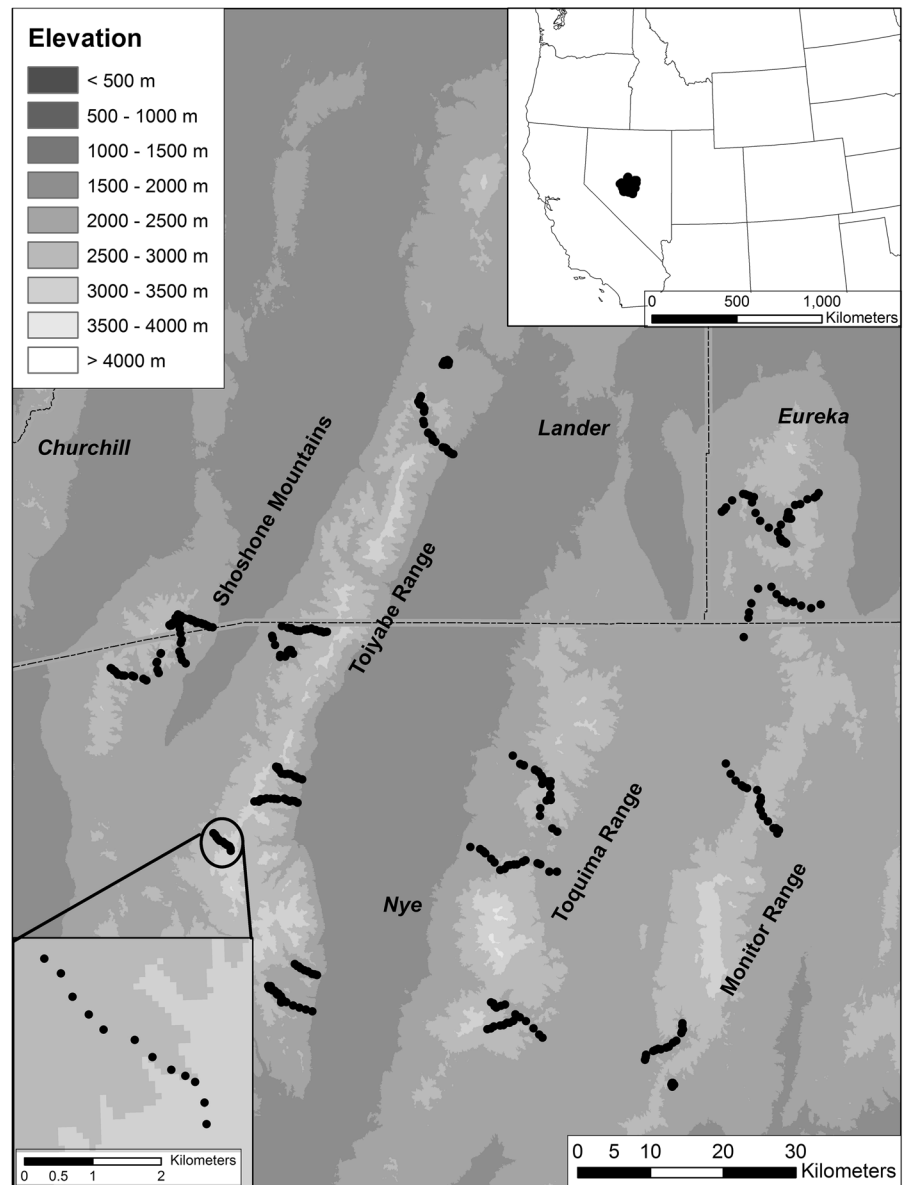 Elevation
< 500 m
500 - 1000 m
1000 - 1500 m
1500 - 2000 m
2000 - 2500 m
2500 - 3000 m
3000 - 3500 m
3500 - 4000 m
> 4000 m
0 500 1,000
Kilometers
Churchill
Lander
Eureka
Shoshone Mountains
Toiyabe Range
Nye
Toquima Range
Monitor Range
Kilometers
0 0.5 1 2
0 5 10 20 30
Kilometers